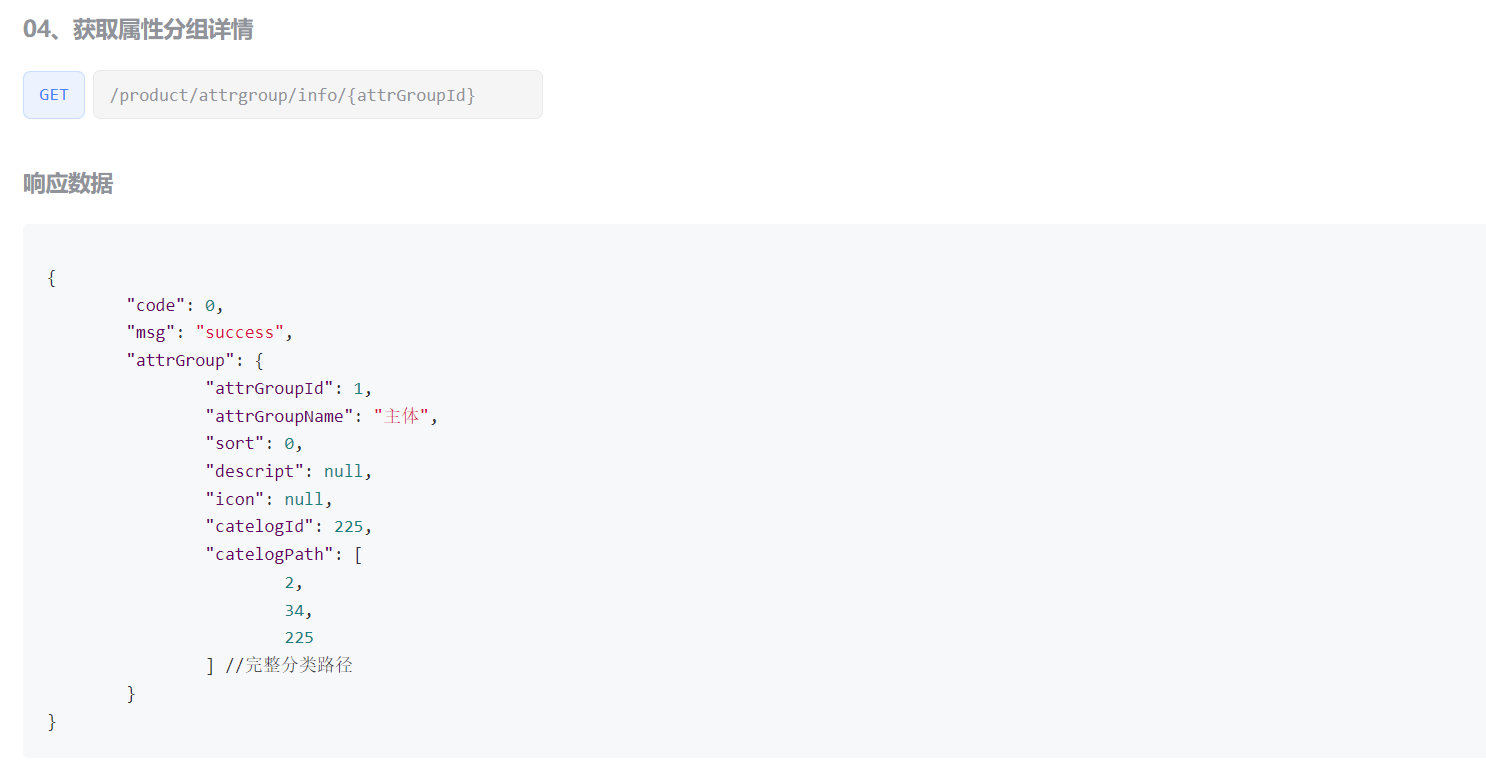 04、获取属性分组详情
GET /product/attrgroup/info/{attrGroupId}
响应数据
{
"code": 0,
"msg": "success",
"attrGroup": {
"attrGroupId": 1,
"attrGroupName": "主体",
"sort": 0,
"descript": null,
"icon": null,
"catelogId": 225,
"catelogPath": [
2,
34,
225
] //完整分类路径
}
}